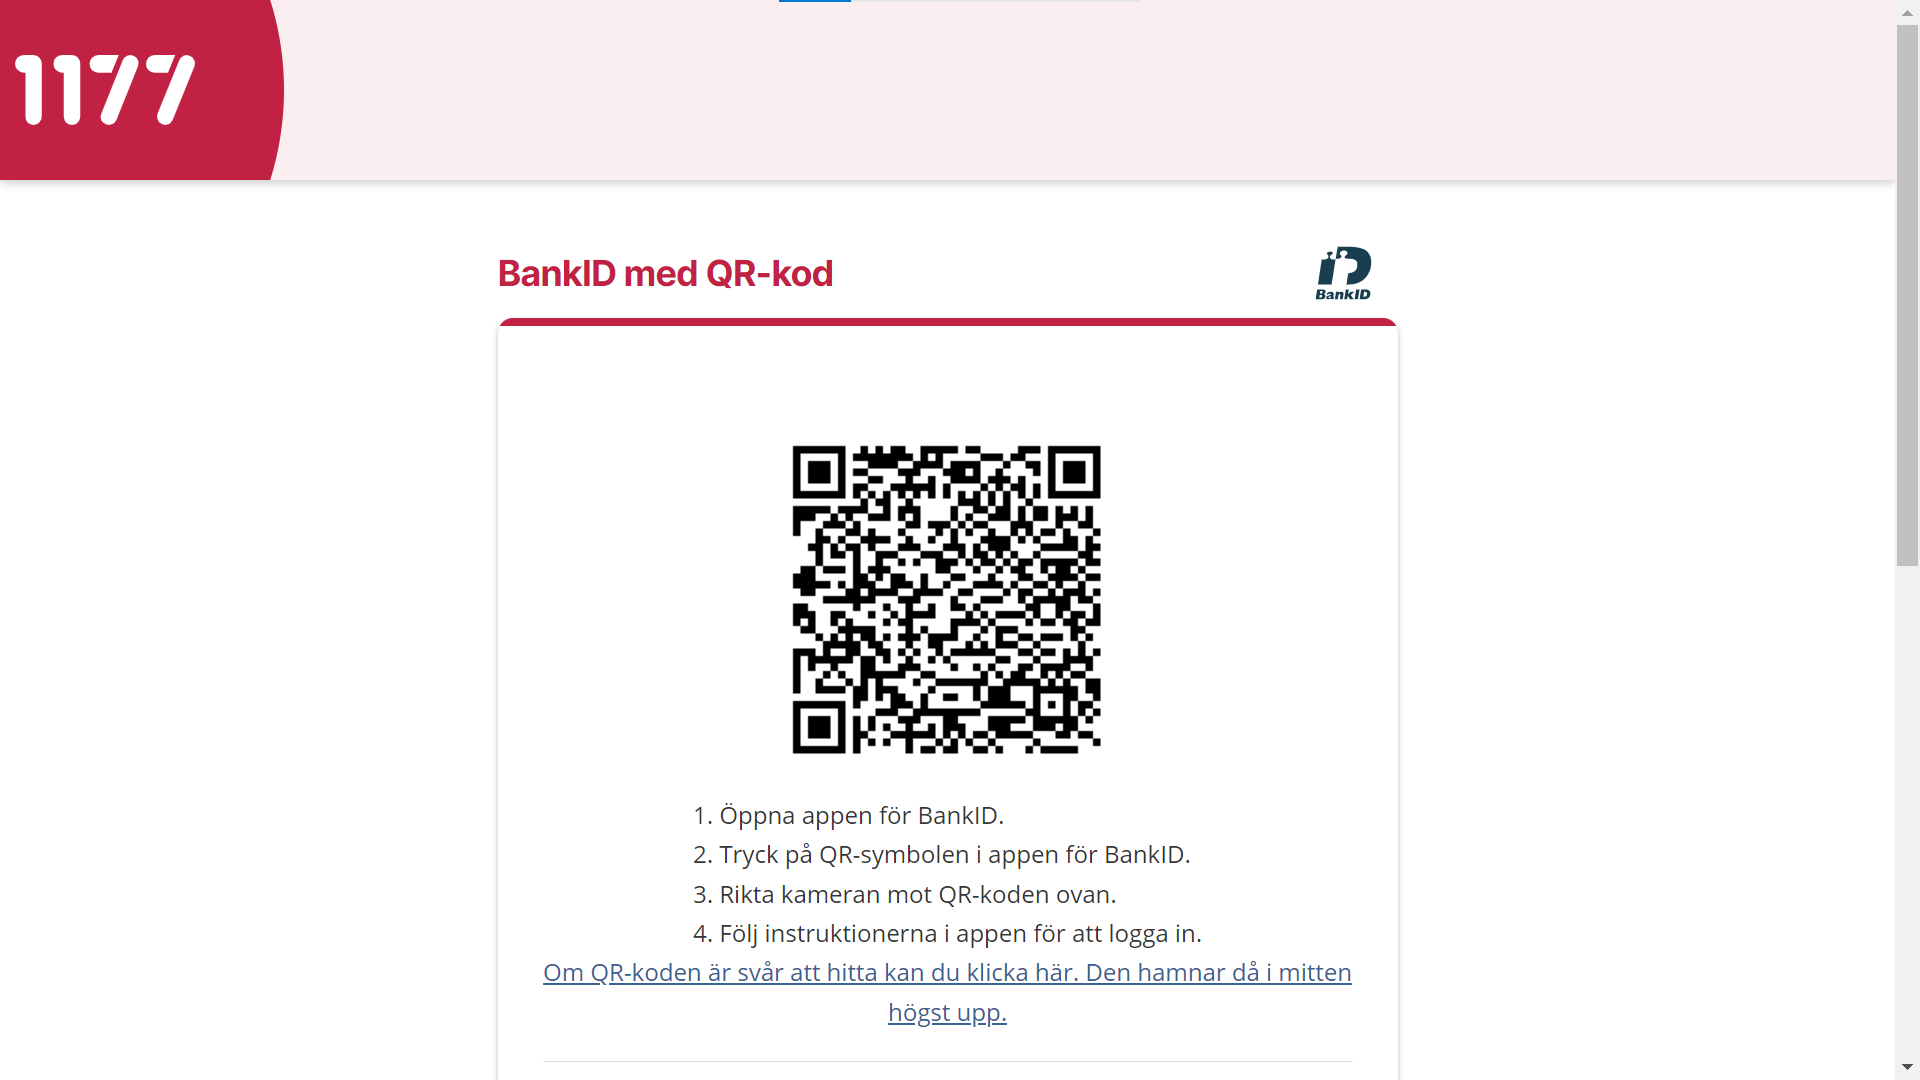 1177
BankID med QR-kod
BankID
1. Öppna appen för BankID.
2. Tryck på QR-symbolen i appen för BankID.
3. Rikta kameran mot QR-koden ovan.
4. Följ instruktionerna i appen för att logga in.
Om QR-koden är svår att hitta kan du klicka här. Den hamnar då i mitten
högst upp.